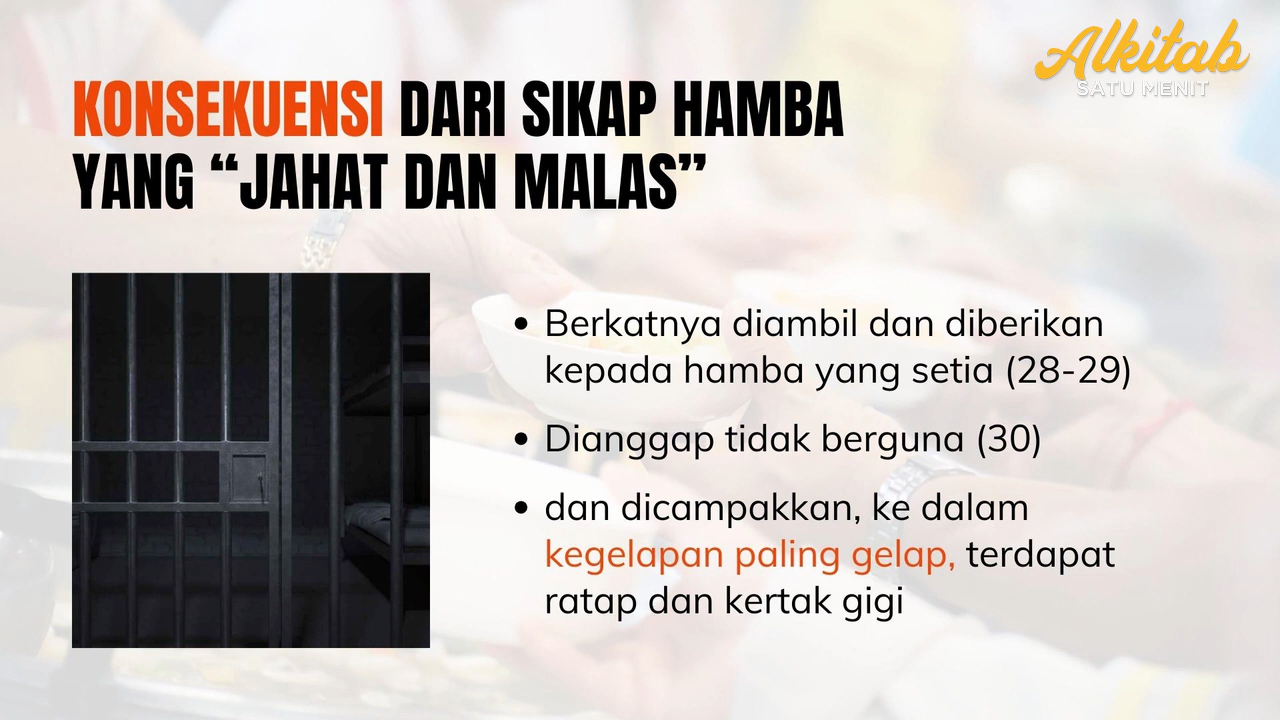 Alkitab
SATU MENIT
KONSEKUENSI DARI SIKAP HAMBA
YANG “JAHAT DAN MALAS”
• Berkatnya diambil dan diberikan
kepada hamba yang setia (28-29)
• Dianggap tidak berguna (30)
• dan dicampakkan, ke dalam
kegelapan paling gelap, terdapat
ratap dan kertak gigi